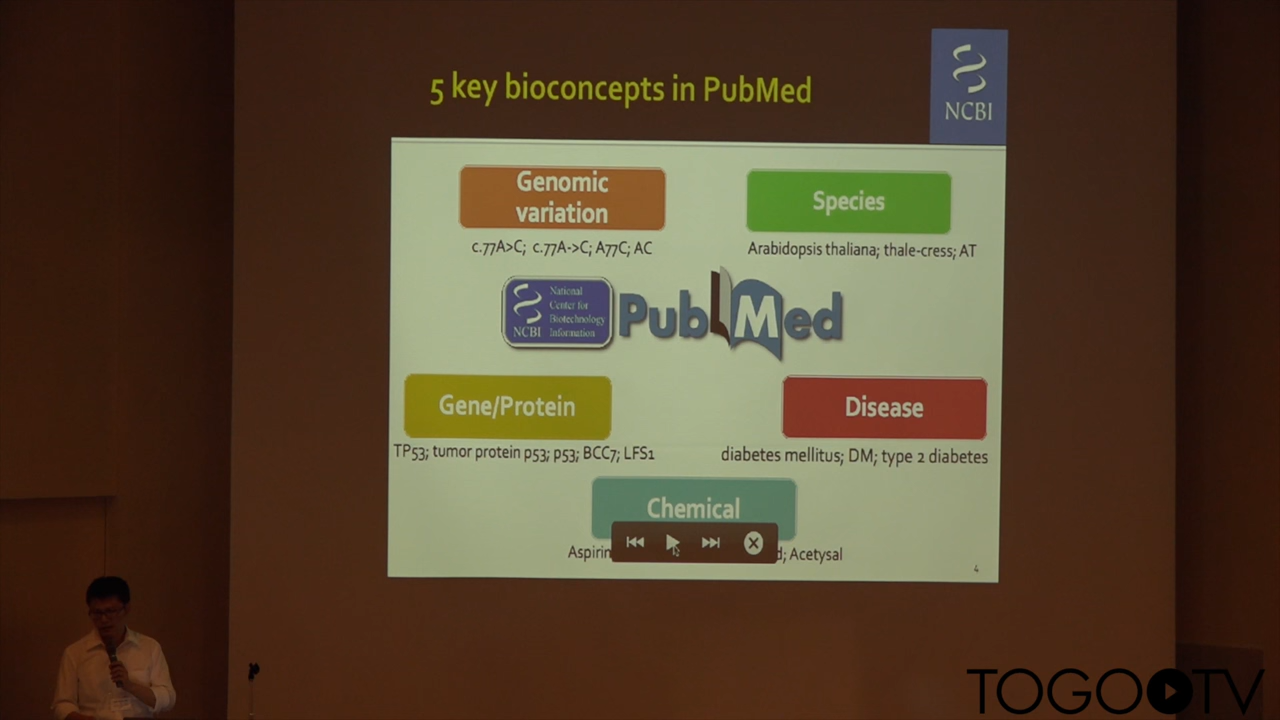 5 key bioconcepts in PubMed
NCBI
Genomic
variation
Species
c.77A>C; c.77A->C; A77C; AC
Arabidopsis thaliana; thale-cress; AT
National
Center for
Biotechnology
Information
NCBI
PubMed
Gene/Protein
Disease
TP53; tumor protein p53; p53; BCC7; LFS1
diabetes mellitus; DM; type 2 diabetes
Chemical
Aspirin
d; Acetysal
4
TOGOTV